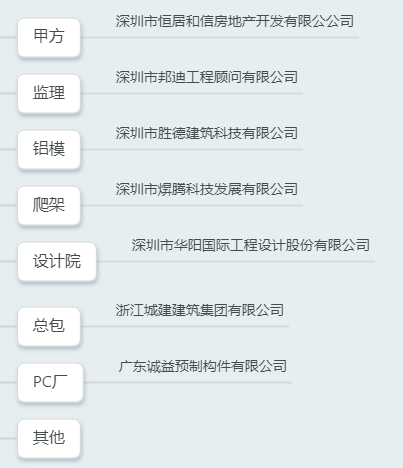 甲方
深圳市恒居和信房地产开发有限公公司
监理
深圳市邦迪工程顾问有限公司
铝模
深圳市胜德建筑科技有限公司
爬架
深圳市焜腾科技发展有限公司
设计院
深圳市华阳国际工程设计股份有限公司
总包
浙江城建建筑集团有限公司
PC厂
广东诚益预制构件有限公司
其他